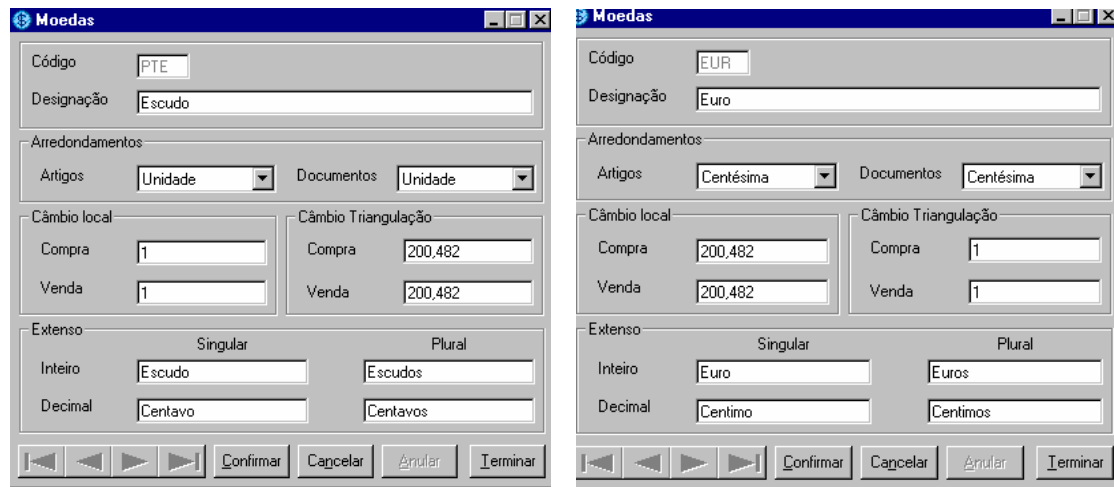 Moedas
Código PTE
Designação Escudo
Arredondamentos
Artigos Unidade Documentos Unidade
Câmbio local Câmbio Triangulação
Compra 1 Compra 200,482
Venda 1 Venda 200,482
Extenso
Singular Plural
Inteiro Escudo Escudos
Decimal Centavo Centavos
Confirmar Cancelar Anular Terminar
Moedas
Código EUR
Designação Euro
Arredondamentos
Artigos Centésima Documentos Centésima
Câmbio local Câmbio Triangulação
Compra 200,482 Compra 1
Venda 200,482 Venda 1
Extenso
Singular Plural
Inteiro Euro Euros
Decimal Centimo Centimos
Confirmar Cancelar Anular Terminar